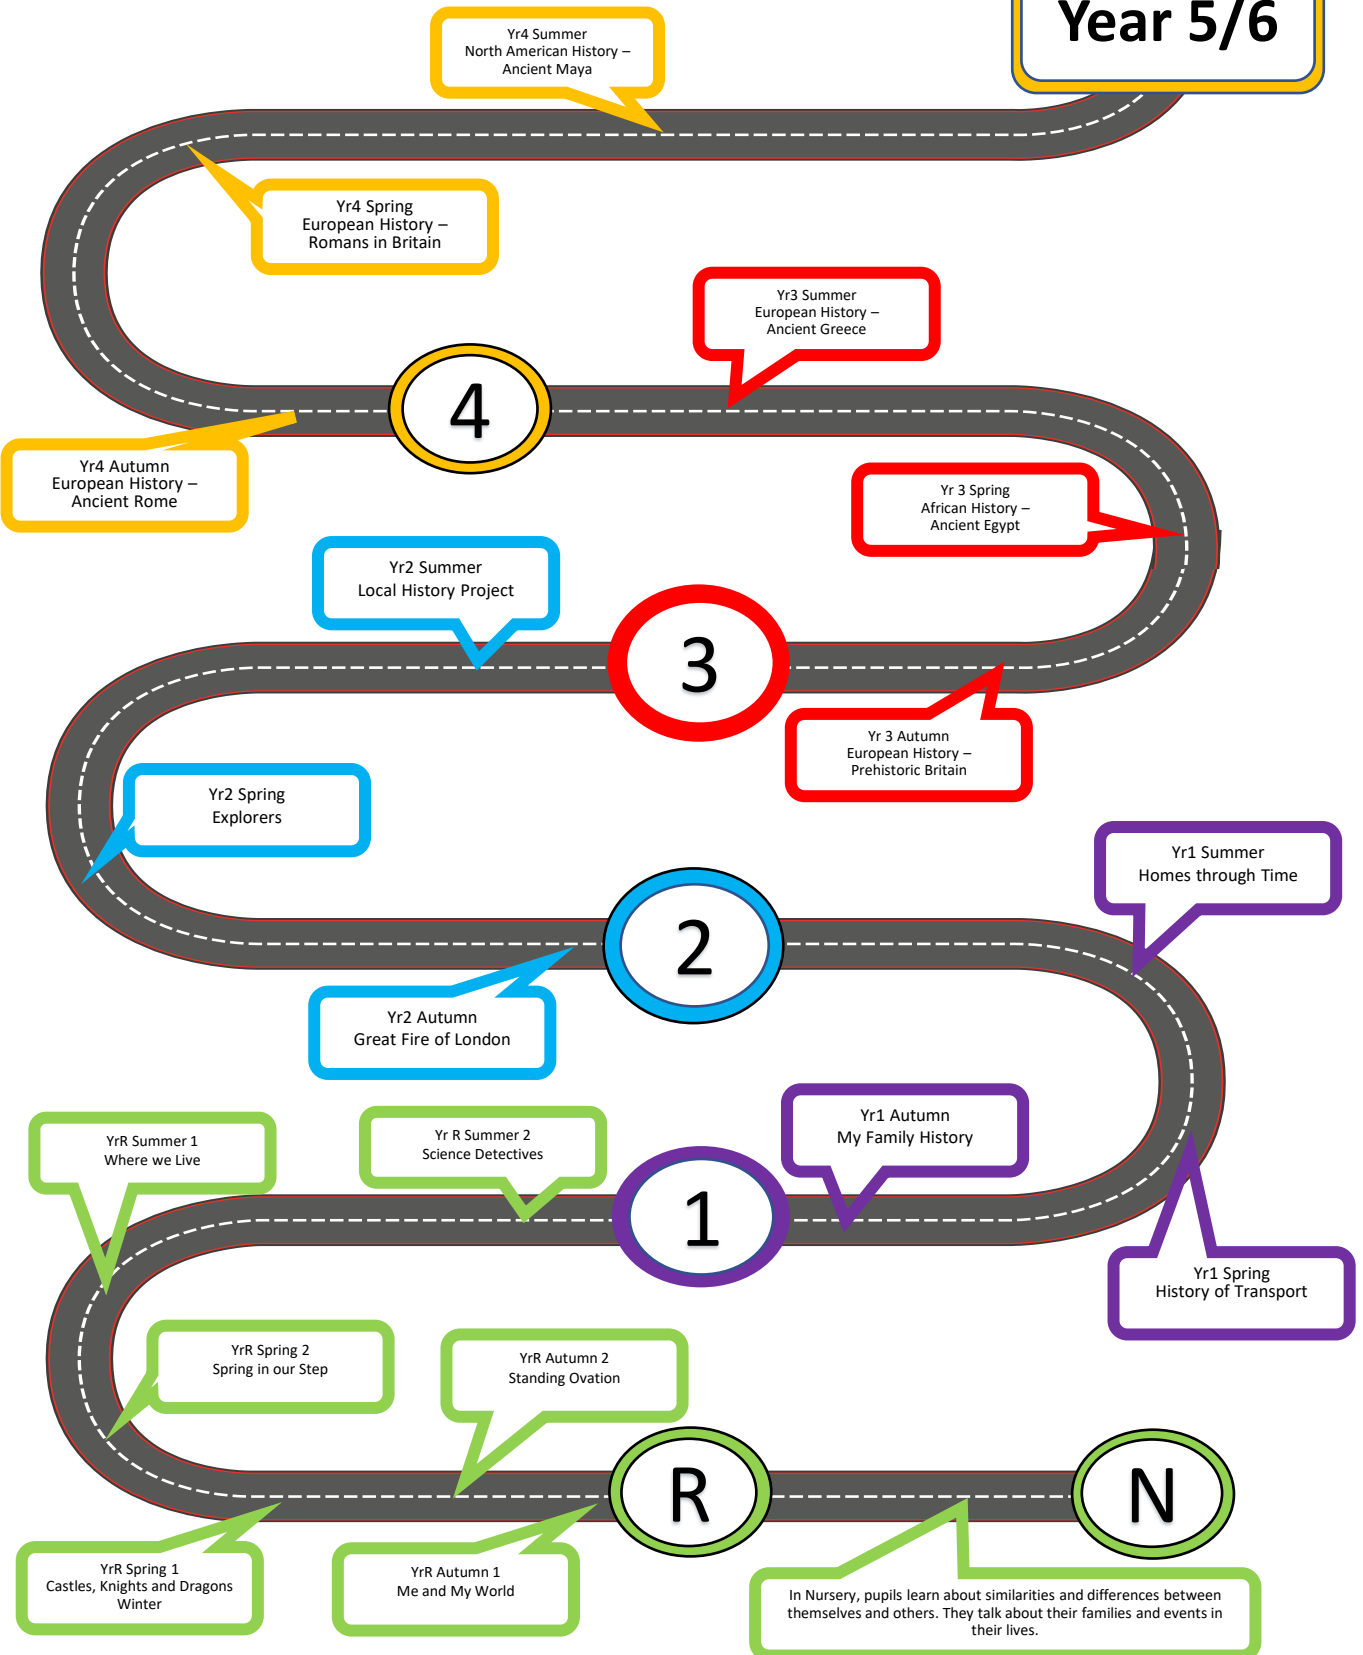 Year 5/6
Yr4 Summer
North American History –
Ancient Maya
Yr4 Spring
European History –
Romans in Britain
Yr3 Summer
European History –
Ancient Greece
4
Yr4 Autumn
European History –
Ancient Rome
Yr 3 Spring
African History –
Ancient Egypt
Yr2 Summer
Local History Project
3
Yr 3 Autumn
European History –
Prehistoric Britain
Yr2 Spring
Explorers
Yr1 Summer
Homes through Time
2
Yr2 Autumn
Great Fire of London
Yr1 Autumn
My Family History
YrR Summer 1
Where we Live
Yr R Summer 2
Science Detectives
1
Yr1 Spring
History of Transport
YrR Spring 2
Spring in our Step
YrR Autumn 2
Standing Ovation
R
N
YrR Spring 1
Castles, Knights and Dragons
Winter
YrR Autumn 1
Me and My World
In Nursery, pupils learn about similarities and differences between
themselves and others. They talk about their families and events in
their lives.